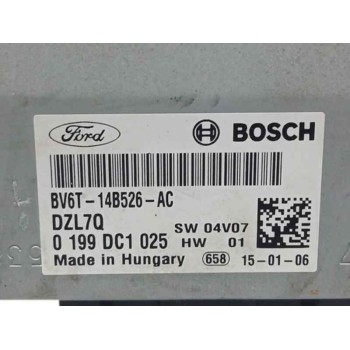 Ford
BOSCH
BV6T-14B526-AC
DZL7Q
SW 04V07
0 199 DC1 025
HW 01
Made in Hungary
658
15-01-06